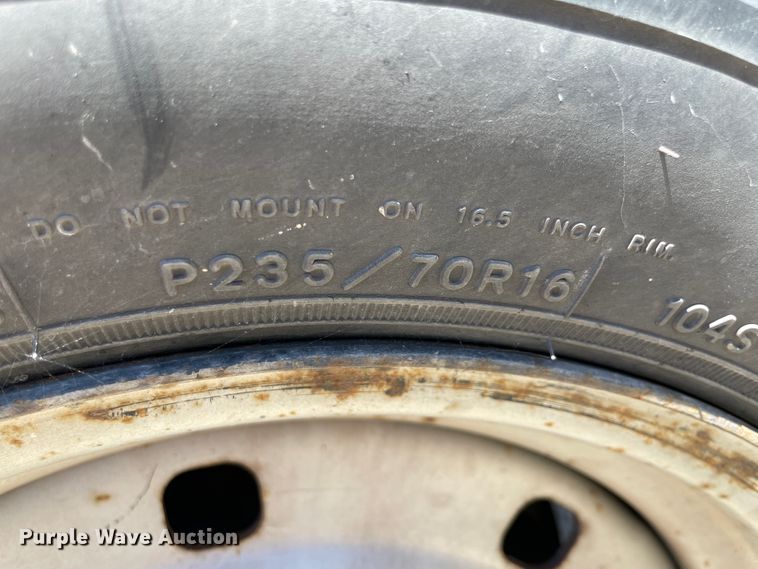 DO NOT MOUNT ON 16.5 INCH RIM
P235/70R16
104S
Purple Wave Auction